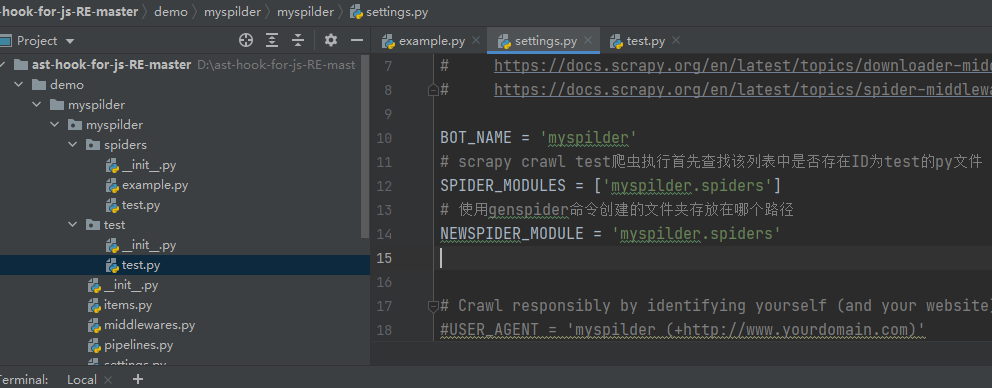 -hook-for-js-RE-master demo myspilder myspilder settings.py
Project
example.py settings.py test.py
ast-hook-for-js-RE-master D:\ast-hook-for-js-RE-mast
demo
myspilder
myspilder
spiders
__init__.py
example.py
test.py
test
__init__.py
test.py
__init__.py
items.py
middlewares.py
pipelines.py
settings.py
7 # https://docs.scrapy.org/en/latest/topics/downloader-midd
8 # https://docs.scrapy.org/en/latest/topics/spider-middlewa
9
10 BOT_NAME = 'myspilder'
11 # scrapy crawl test爬虫执行首先查找该列表中是否存在ID为test的py文件
12 SPIDER_MODULES = ['myspilder.spiders']
13 # 使用genspider命令创建的文件夹存放在哪个路径
14 NEWSPIDER_MODULE = 'myspilder.spiders'
15
16
17 # Crawl responsibly by identifying yourself (and your website)
18 #USER_AGENT = 'myspilder (+http://www.yourdomain.com)'
Terminal: Local +